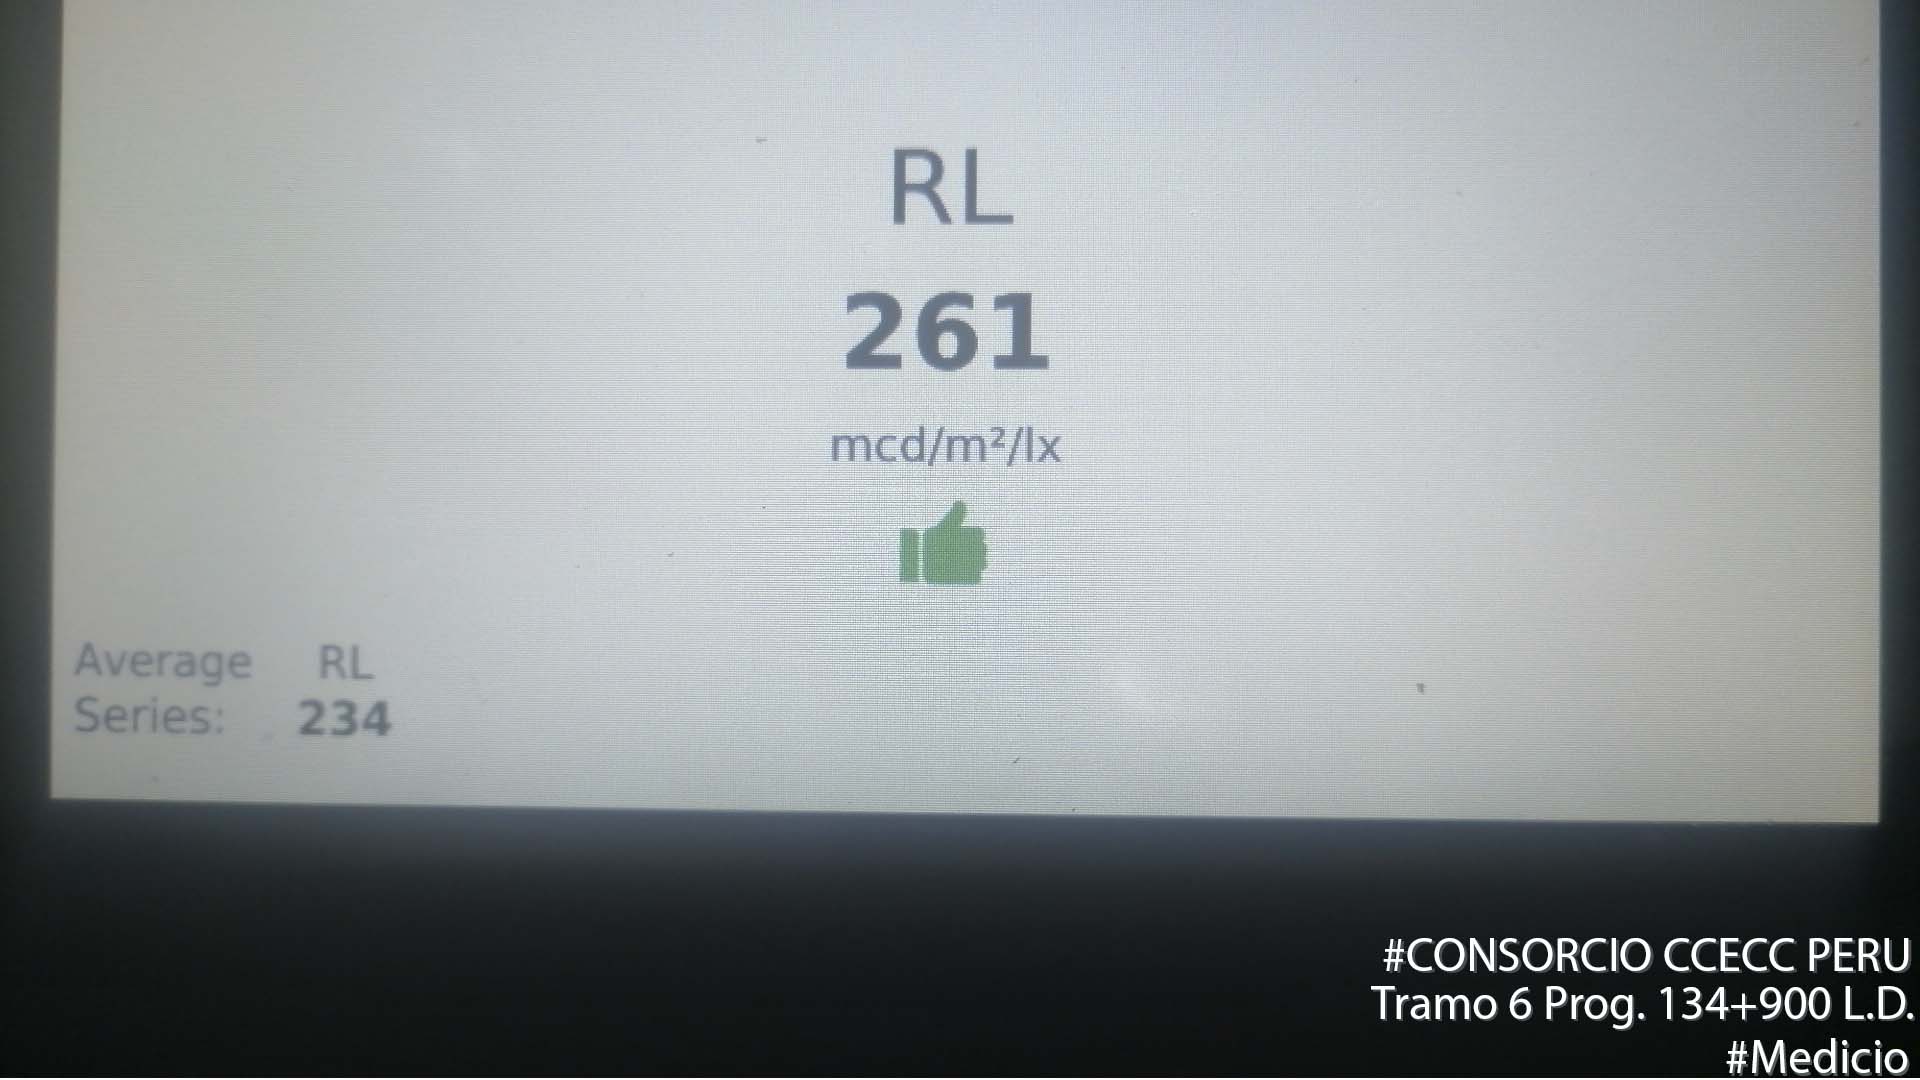 RL
261
mcd/m²/lx
Average RL
Series: 234
#CONSORCIO CCECC PERU
Tramo 6 Prog. 134+900 L.D.
#Medicio